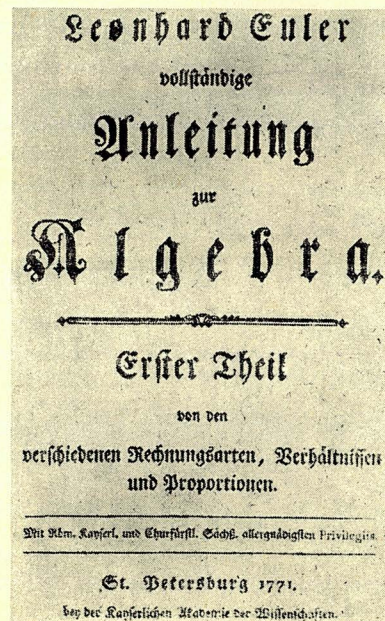 Leonhard Euler
vollständige
Anleitung
zur
Algebra.
Erster Theil
von den
verschiedenen Rechnungsarten, Verhältnissen
und Proportionen.
Mit Röm. Kayserl. und Churfürstl. Sächß. allergnädigsten Privilegiis.
St. Petersburg 1771.
bey der Kayserlichen Akademie der Wissenschaften.